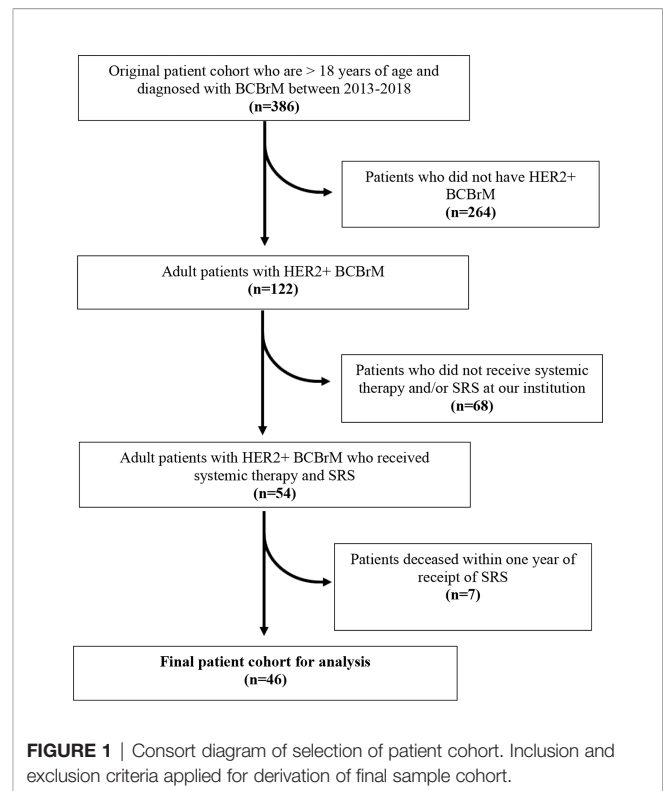 Original patient cohort who are > 18 years of age and
diagnosed with BCBrM between 2013-2018
(n=386)
Patients who did not have HER2+
BCBrM
(n=264)
Adult patients with HER2+ BCBrM
(n=122)
Patients who did not receive systemic
therapy and/or SRS at our institution
(n=68)
Adult patients with HER2+ BCBrM who received
systemic therapy and SRS
(n=54)
Patients deceased within one year of
receipt of SRS
(n=7)
Final patient cohort for analysis
(n=46)
FIGURE 1 | Consort diagram of selection of patient cohort. Inclusion and
exclusion criteria applied for derivation of final sample cohort.